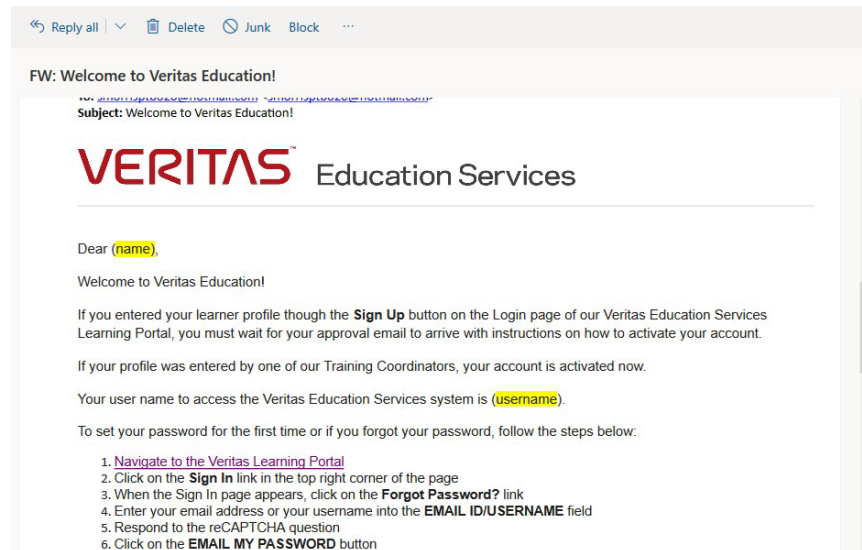 Reply all Delete Junk Block ...
FW: Welcome to Veritas Education!
Subject: Welcome to Veritas Education!
VERITAS™ Education Services
Dear (name),
Welcome to Veritas Education!
If you entered your learner profile though the Sign Up button on the Login page of our Veritas Education Services
Learning Portal, you must wait for your approval email to arrive with instructions on how to activate your account.
If your profile was entered by one of our Training Coordinators, your account is activated now.
Your user name to access the Veritas Education Services system is (username).
To set your password for the first time or if you forgot your password, follow the steps below:
1. Navigate to the Veritas Learning Portal
2. Click on the Sign In link in the top right corner of the page
3. When the Sign In page appears, click on the Forgot Password? link
4. Enter your email address or your username into the EMAIL ID/USERNAME field
5. Respond to the reCAPTCHA question
6. Click on the EMAIL MY PASSWORD button